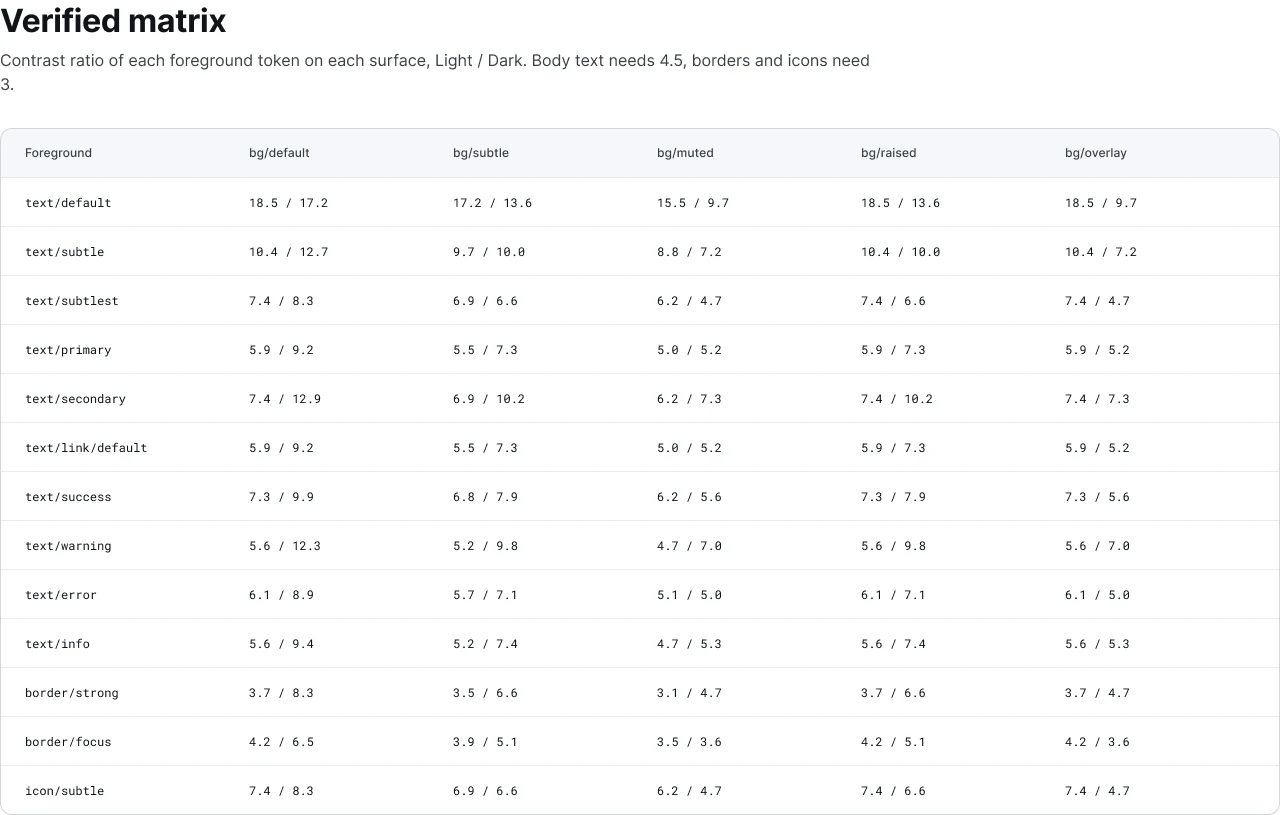 Verified matrix
Contrast ratio of each foreground token on each surface, Light / Dark. Body text needs 4.5, borders and icons need
3.
Foreground bg/default bg/subtle bg/muted bg/raised bg/overlay
text/default 18.5 / 17.2 17.2 / 13.6 15.5 / 9.7 18.5 / 13.6 18.5 / 9.7
text/subtle 10.4 / 12.7 9.7 / 10.0 8.8 / 7.2 10.4 / 10.0 10.4 / 7.2
text/subtlest 7.4 / 8.3 6.9 / 6.6 6.2 / 4.7 7.4 / 6.6 7.4 / 4.7
text/primary 5.9 / 9.2 5.5 / 7.3 5.0 / 5.2 5.9 / 7.3 5.9 / 5.2
text/secondary 7.4 / 12.9 6.9 / 10.2 6.2 / 7.3 7.4 / 10.2 7.4 / 7.3
text/link/default 5.9 / 9.2 5.5 / 7.3 5.0 / 5.2 5.9 / 7.3 5.9 / 5.2
text/success 7.3 / 9.9 6.8 / 7.9 6.2 / 5.6 7.3 / 7.9 7.3 / 5.6
text/warning 5.6 / 12.3 5.2 / 9.8 4.7 / 7.0 5.6 / 9.8 5.6 / 7.0
text/error 6.1 / 8.9 5.7 / 7.1 5.1 / 5.0 6.1 / 7.1 6.1 / 5.0
text/info 5.6 / 9.4 5.2 / 7.4 4.7 / 5.3 5.6 / 7.4 5.6 / 5.3
border/strong 3.7 / 8.3 3.5 / 6.6 3.1 / 4.7 3.7 / 6.6 3.7 / 4.7
border/focus 4.2 / 6.5 3.9 / 5.1 3.5 / 3.6 4.2 / 5.1 4.2 / 3.6
icon/subtle 7.4 / 8.3 6.9 / 6.6 6.2 / 4.7 7.4 / 6.6 7.4 / 4.7